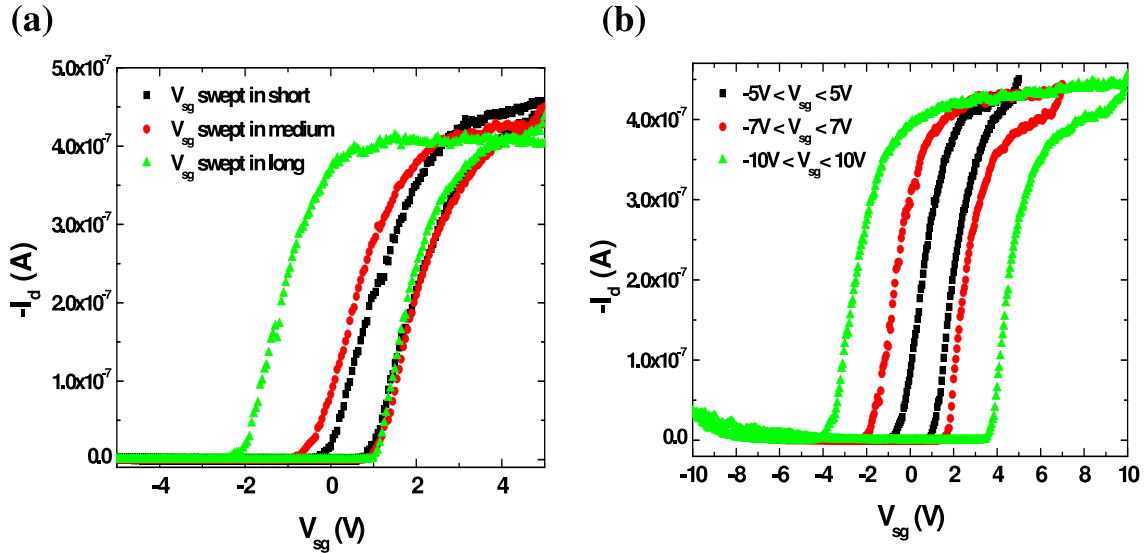 (a)
5.0x10-7
4.0x10-7
3.0x10-7
2.0x10-7
1.0x10-7
0.0
-Id (A)
Vsg swept in short
Vsg swept in medium
Vsg swept in long
-4 -2 0 2 4
Vsg (V)
(b)
4.0x10-7
3.0x10-7
2.0x10-7
1.0x10-7
0.0
-Id (A)
-5V < Vsg < 5V
-7V < Vsg < 7V
-10V < Vsg < 10V
-10 -8 -6 -4 -2 0 2 4 6 8 10
Vsg (V)